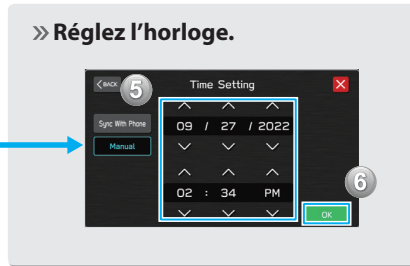 » Réglez l'horloge.
< BACK
5
Time Setting
X
Sync With Phone
Manual
09 / 27 / 2022
02 : 34 PM
6
OK